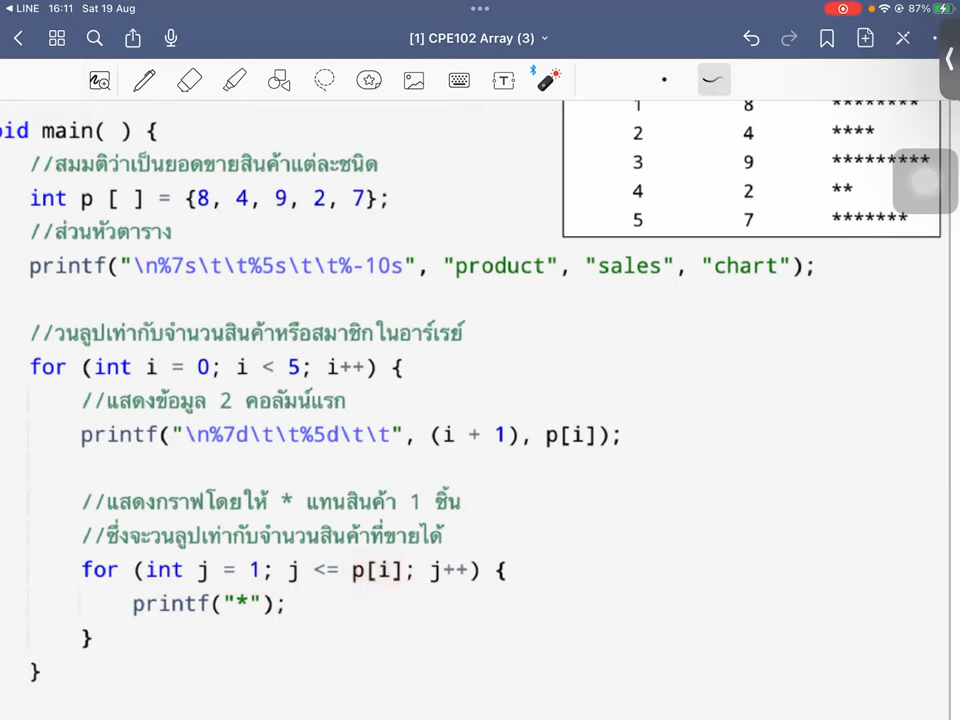 LINE 16:11 Sat 19 Aug 87%
[1] CPE102 Array (3)
1 8 ********
2 4 ****
3 9 *********
4 2 **
5 7 *******
oid main( ) {
//สมมติว่าเป็นยอดขายสินค้าแต่ละชนิด
int p [ ] = {8, 4, 9, 2, 7};
//ส่วนหัวตาราง
printf("\n%7s\t\t%5s\t\t%-10s", "product", "sales", "chart");
//วนลูปเท่ากับจำนวนสินค้าหรือสมาชิกในอาร์เรย์
for (int i = 0; i < 5; i++) {
//แสดงข้อมูล 2 คอลัมน์แรก
printf("\n%7d\t\t%5d\t\t", (i + 1), p[i]);
//แสดงกราฟโดยให้ * แทนสินค้า 1 ชิ้น
//ซึ่งจะวนลูปเท่ากับจำนวนสินค้าที่ขายได้
for (int j = 1; j <= p[i]; j++) {
printf("*");
}
}